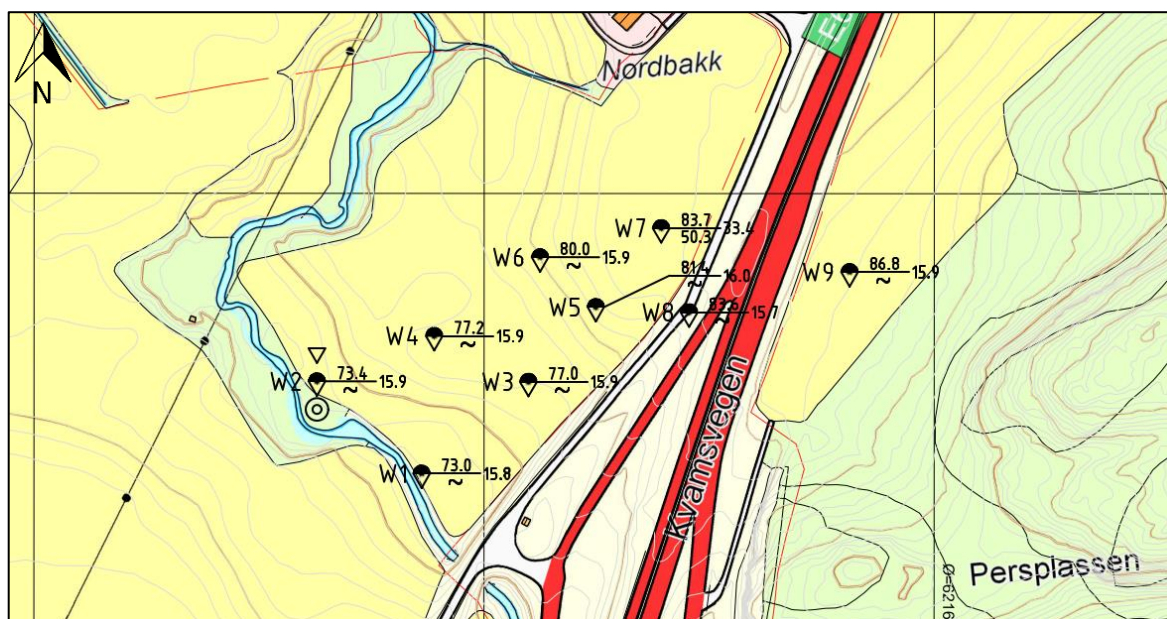 E6
N
Nordbakk
W7 83.7 33.4
50.3
W6 80.0 15.9
~
W9 86.8 15.9
~
81.4 16.0
~
W5
W8 83.6 15.7
~
W4 77.2 15.9
~
W2 73.4 15.9
~
W3 77.0 15.9
~
W1 73.0 15.8
~
Kvamsvegen
Persplassen
Ø=6216